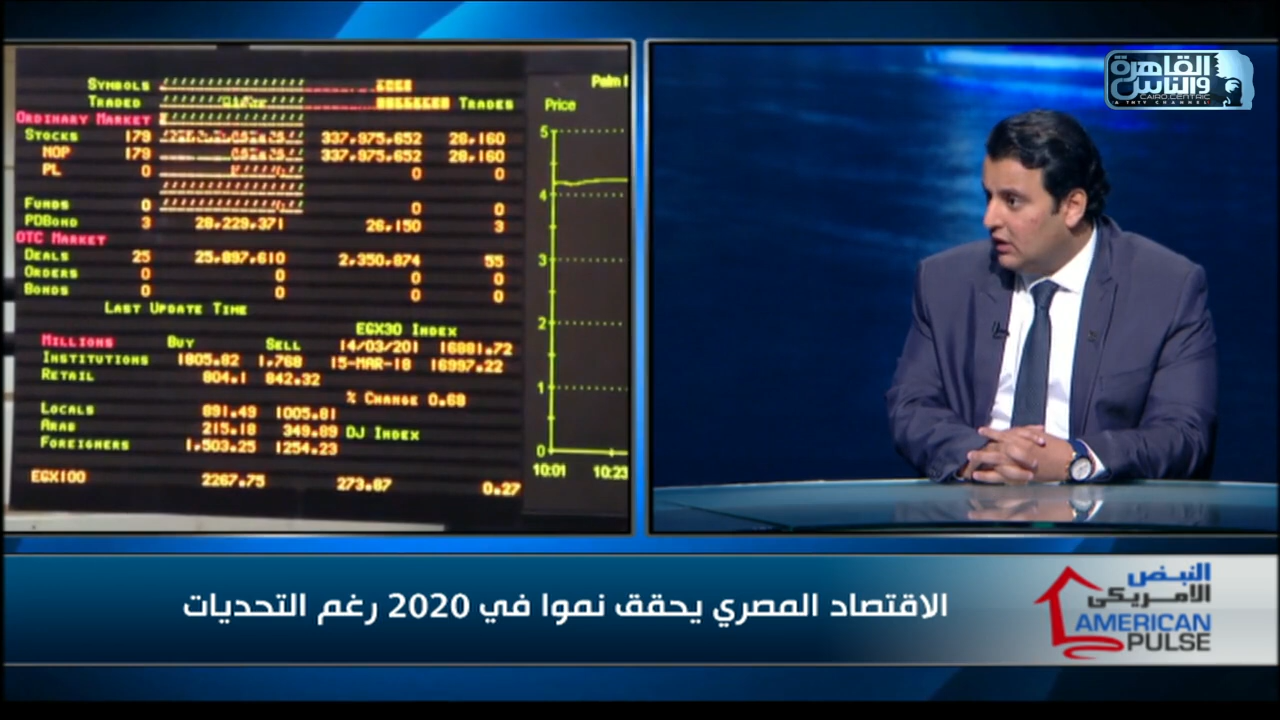 القاهرة
والناس
CAIRO.CENTRIC
A TNTV CHANNEL
SYMBOLS
TRADED TRADES
ORDINARY MARKET
STOCKS 179 337,975,652 28,160
NOP 179 337,975,652 28,160
PL 0 0 0
FUNDS 0 0 0
PDBOND 3 28,229,371 26,150 3
OTC MARKET
DEALS 25 25,897,610 2,350,874 55
ORDERS 0 0 0 0
BONDS 0 0 0 0
LAST UPDATE TIME
EGX30 INDEX
MILLIONS BUY SELL 14/03/201 16881.72
INSTITUTIONS 1805.82 1,768 15-MAR-18 16997.22
RETAIL 804.1 842.32
% CHANGE 0.68
LOCALS 891.49 1005.81
ARAB 215.18 349.89 DJ INDEX
FOREIGNERS 1,503.25 1254.23
EGX100 2267.75 273.87 0.27
Palm
Price
5
4
3
2
1
0
10:01 10:23
الاقتصاد المصري يحقق نموا في 2020 رغم التحديات
النبض
الامريكى
AMERICAN
PULSE